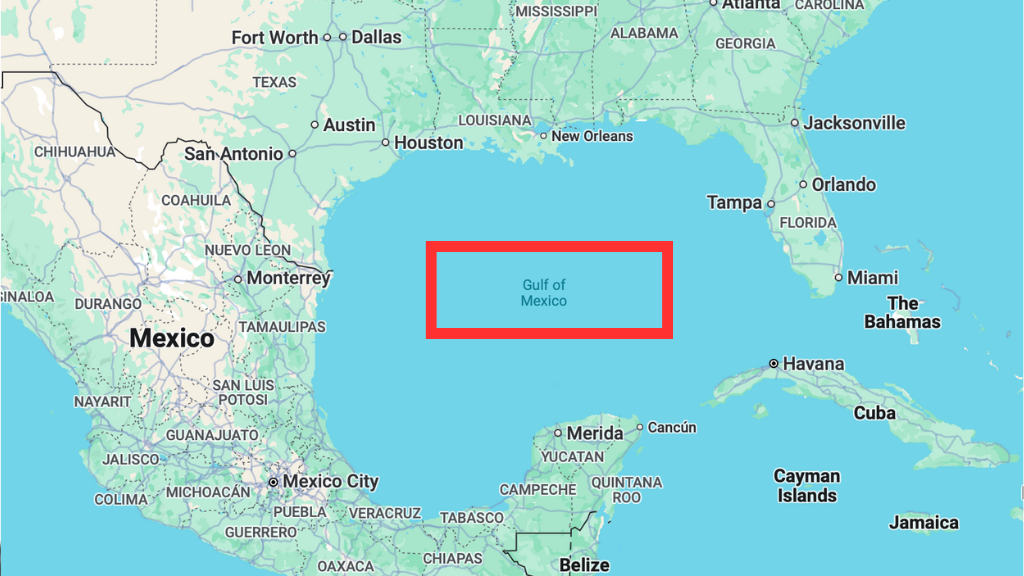 MISSISSIPPI
Atlanta
CAROLINA
Fort Worth
Dallas
ALABAMA
GEORGIA
TEXAS
LOUISIANA
Austin
Jacksonville
New Orleans
Houston
CHIHUAHUA
San Antonio
Orlando
COAHUILA
Tampa
FLORIDA
NUEVO LEON
Monterrey
Miami
Gulf of
Mexico
SINALOA
DURANGO
The
Bahamas
TAMAULIPAS
Mexico
Havana
SAN LUIS
POTOSI
NAYARIT
Cuba
Cancún
Merida
GUANAJUATO
YUCATAN
JALISCO
Mexico City
Cayman
Islands
QUINTANA
ROO
CAMPECHE
MICHOACÁN
COLIMA
PUEBLA
VERACRUZ
TABASCO
Jamaica
GUERRERO
CHIAPAS
OAXACA
Belize